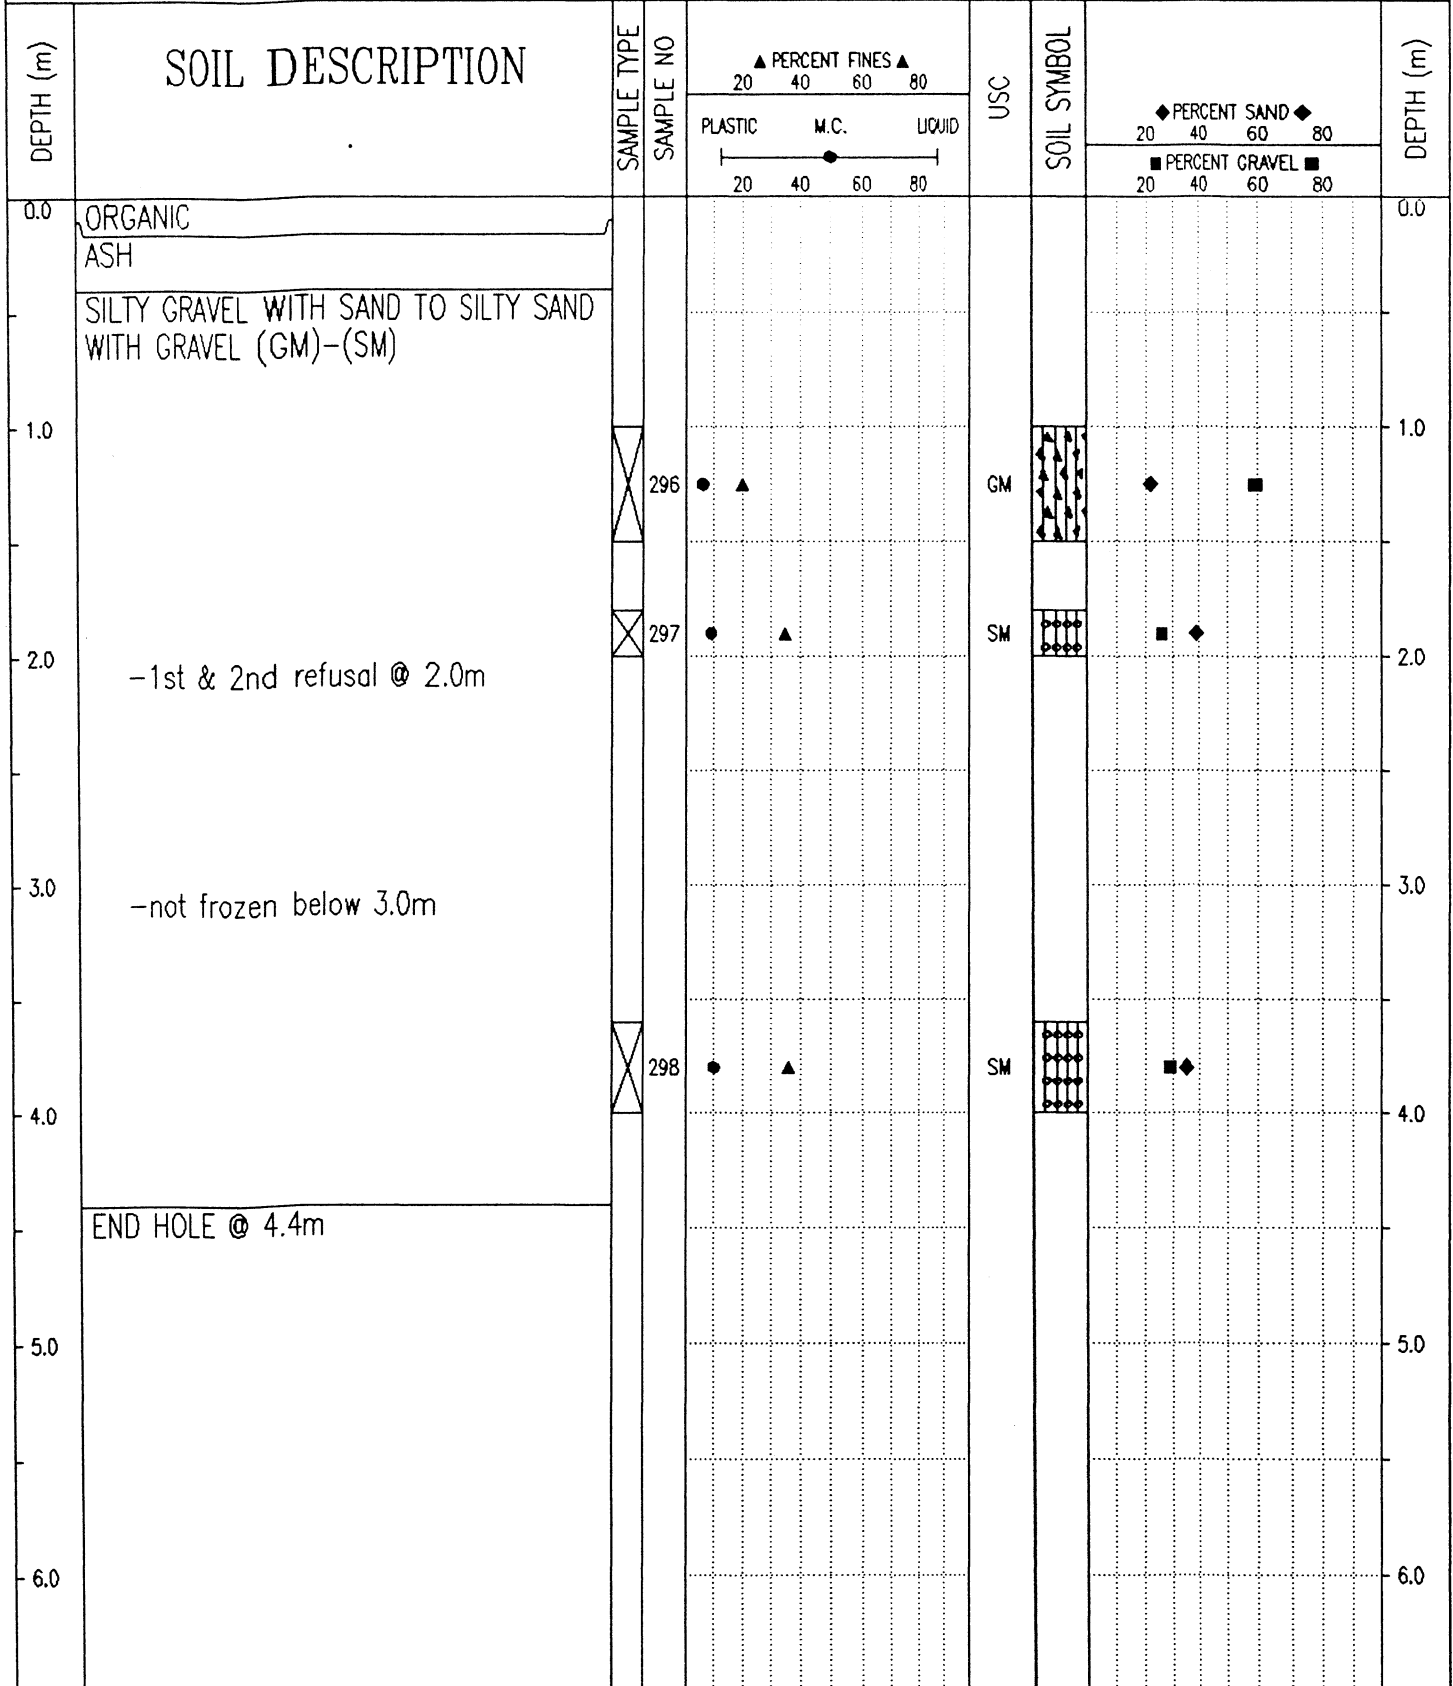 DEPTH (m)
SOIL DESCRIPTION
SAMPLE TYPE
SAMPLE NO
▲ PERCENT FINES ▲
20 40 60 80
PLASTIC M.C. LIQUID
20 40 60 80
USC
SOIL SYMBOL
◆ PERCENT SAND ◆
20 40 60 80
■ PERCENT GRAVEL ■
20 40 60 80
DEPTH (m)
0.0 ORGANIC 0.0
ASH
SILTY GRAVEL WITH SAND TO SILTY SAND
WITH GRAVEL (GM)-(SM)
1.0 1.0
296 GM
297 SM
2.0 2.0
-1st & 2nd refusal @ 2.0m
3.0 3.0
-not frozen below 3.0m
298 SM
4.0 4.0
END HOLE @ 4.4m
5.0 5.0
6.0 6.0